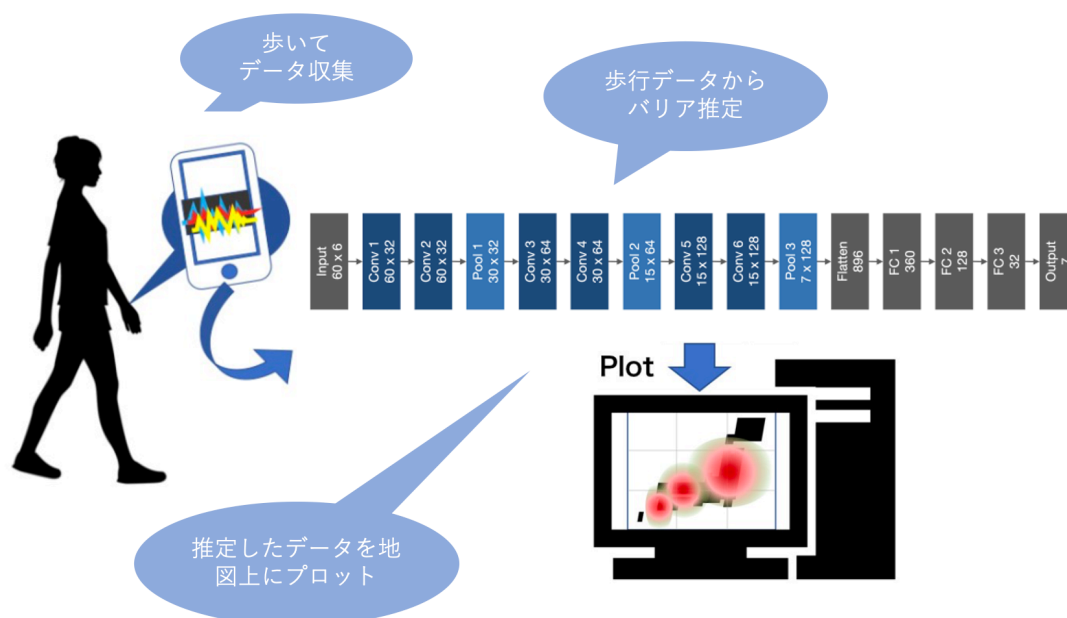 歩いて
データ収集
歩行データから
バリア推定
Input
60 x 6
Conv 1
60 x 32
Conv 2
60 x 32
Pool 1
30 x 32
Conv 3
30 x 64
Conv 4
30 x 64
Pool 2
15 x 64
Conv 5
15 x 128
Conv 6
15 x 128
Pool 3
7 x 128
Flatten
896
FC 1
360
FC 2
128
FC 3
32
Output
7
Plot
推定したデータを地
図上にプロット